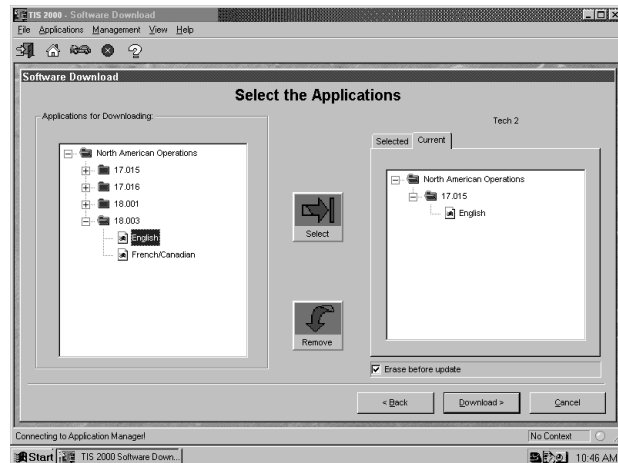 TIS 2000 - Software Download
File Applications Management View Help
Software Download
Select the Applications
Applications for Downloading:
Tech 2
Selected Current
North American Operations
17.015
17.016
18.001
18.003
English
French/Canadian
Select
Remove
North American Operations
17.015
English
Erase before update
< Back Download > Cancel
Connecting to Application Manager! No Context
Start TIS 2000 Software Down... 10:46 AM